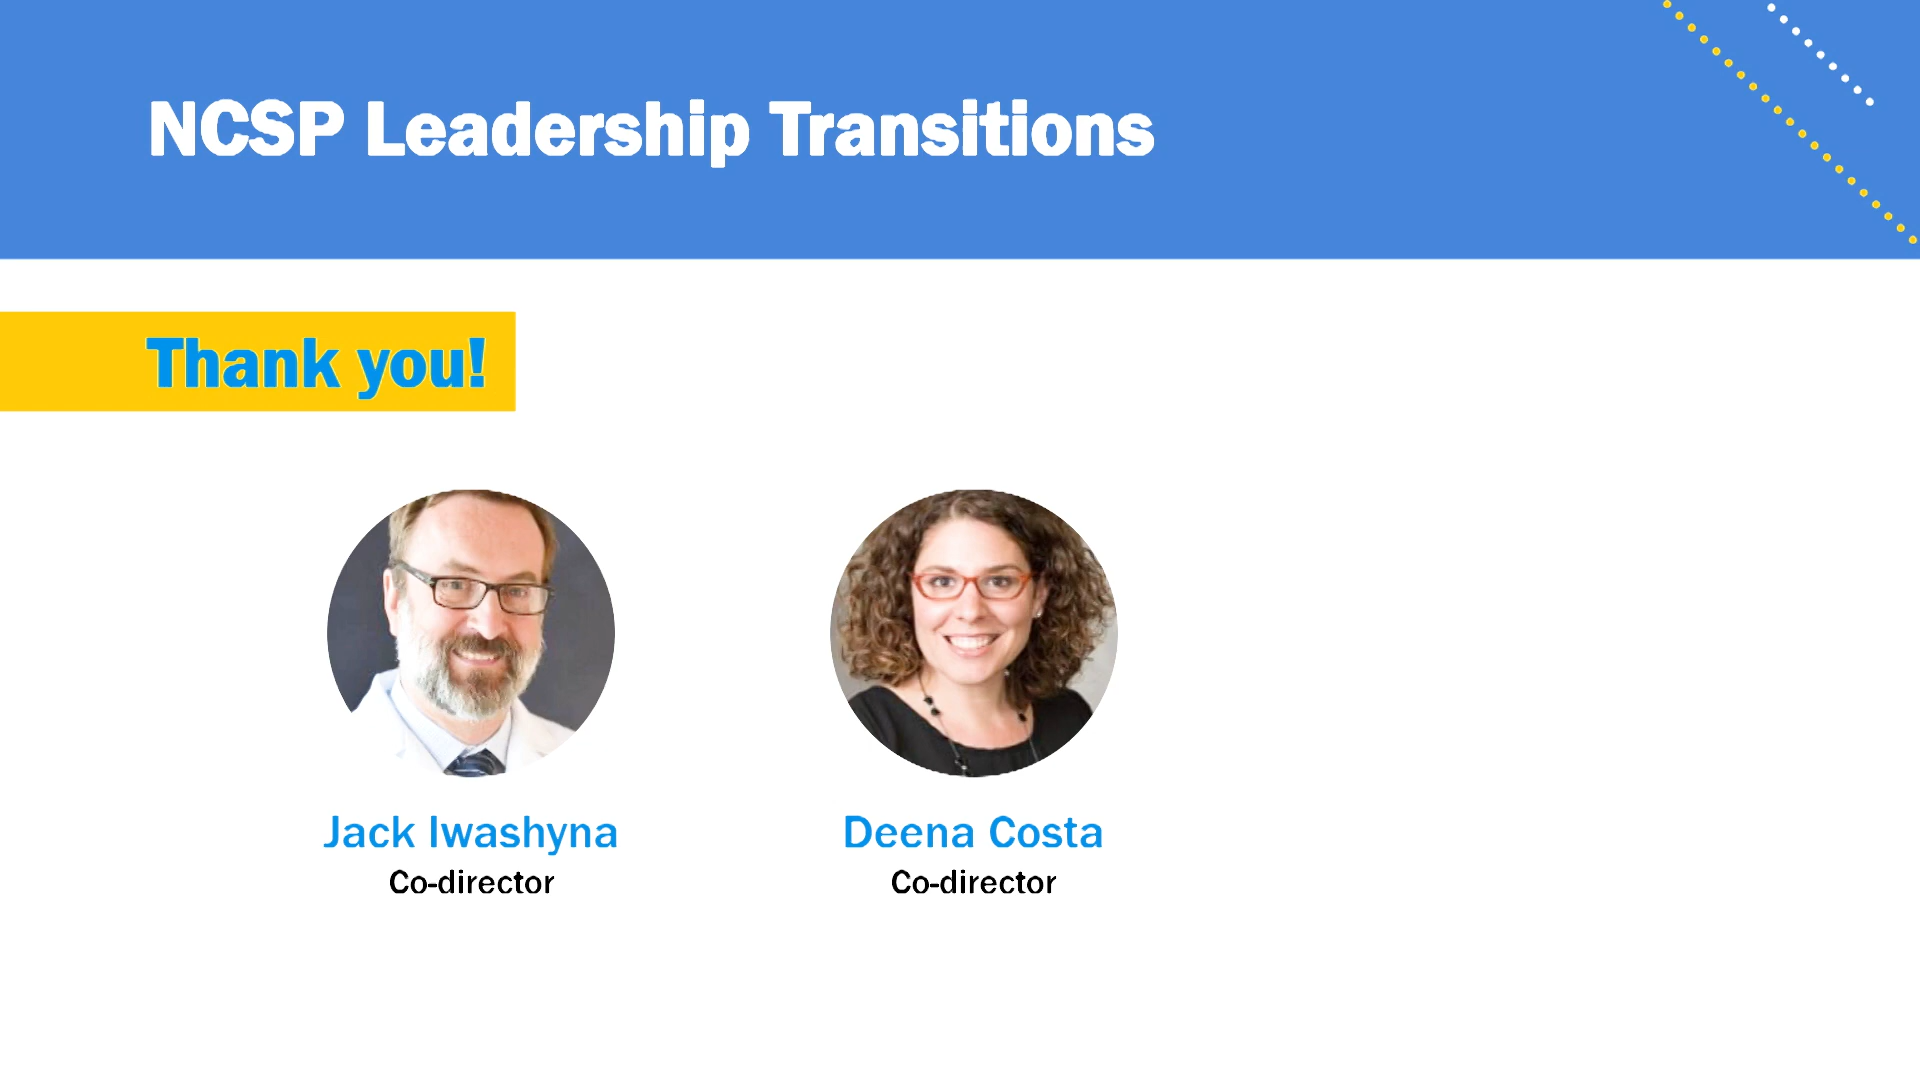 NCSP Leadership Transitions
Thank you!
Jack Iwashyna
Co-director
Deena Costa
Co-director